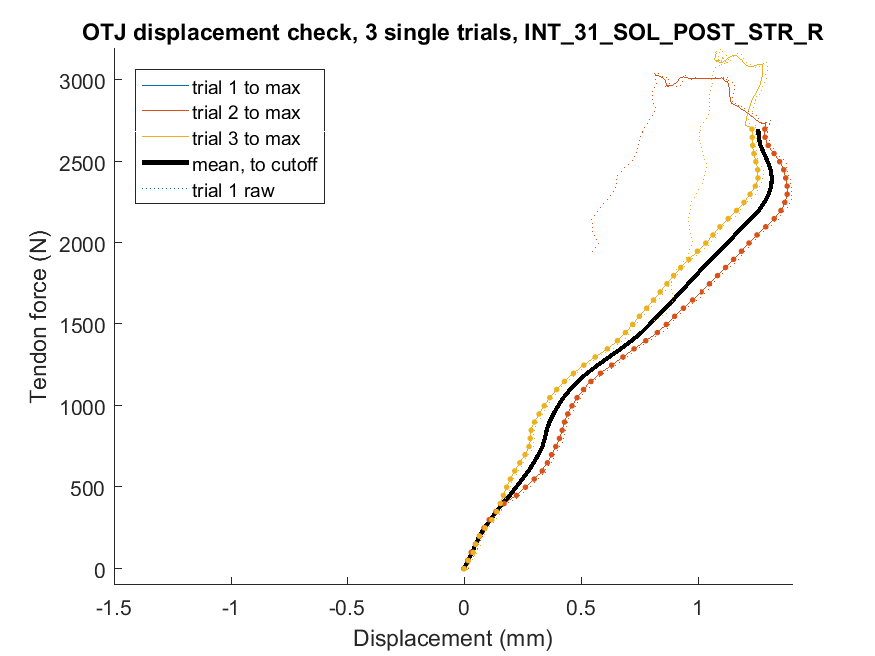 OTJ displacement check, 3 single trials, INT_31_SOL_POST_STR_R
trial 1 to max
trial 2 to max
trial 3 to max
mean, to cutoff
trial 1 raw
3000
2500
2000
1500
1000
500
0
Tendon force (N)
-1.5
-1
-0.5
0
0.5
1
Displacement (mm)